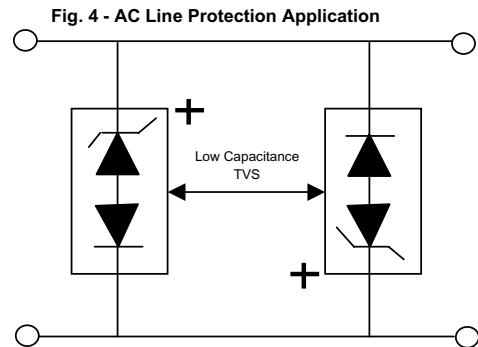 Fig. 4 - AC Line Protection Application
+
Low Capacitance
TVS
+